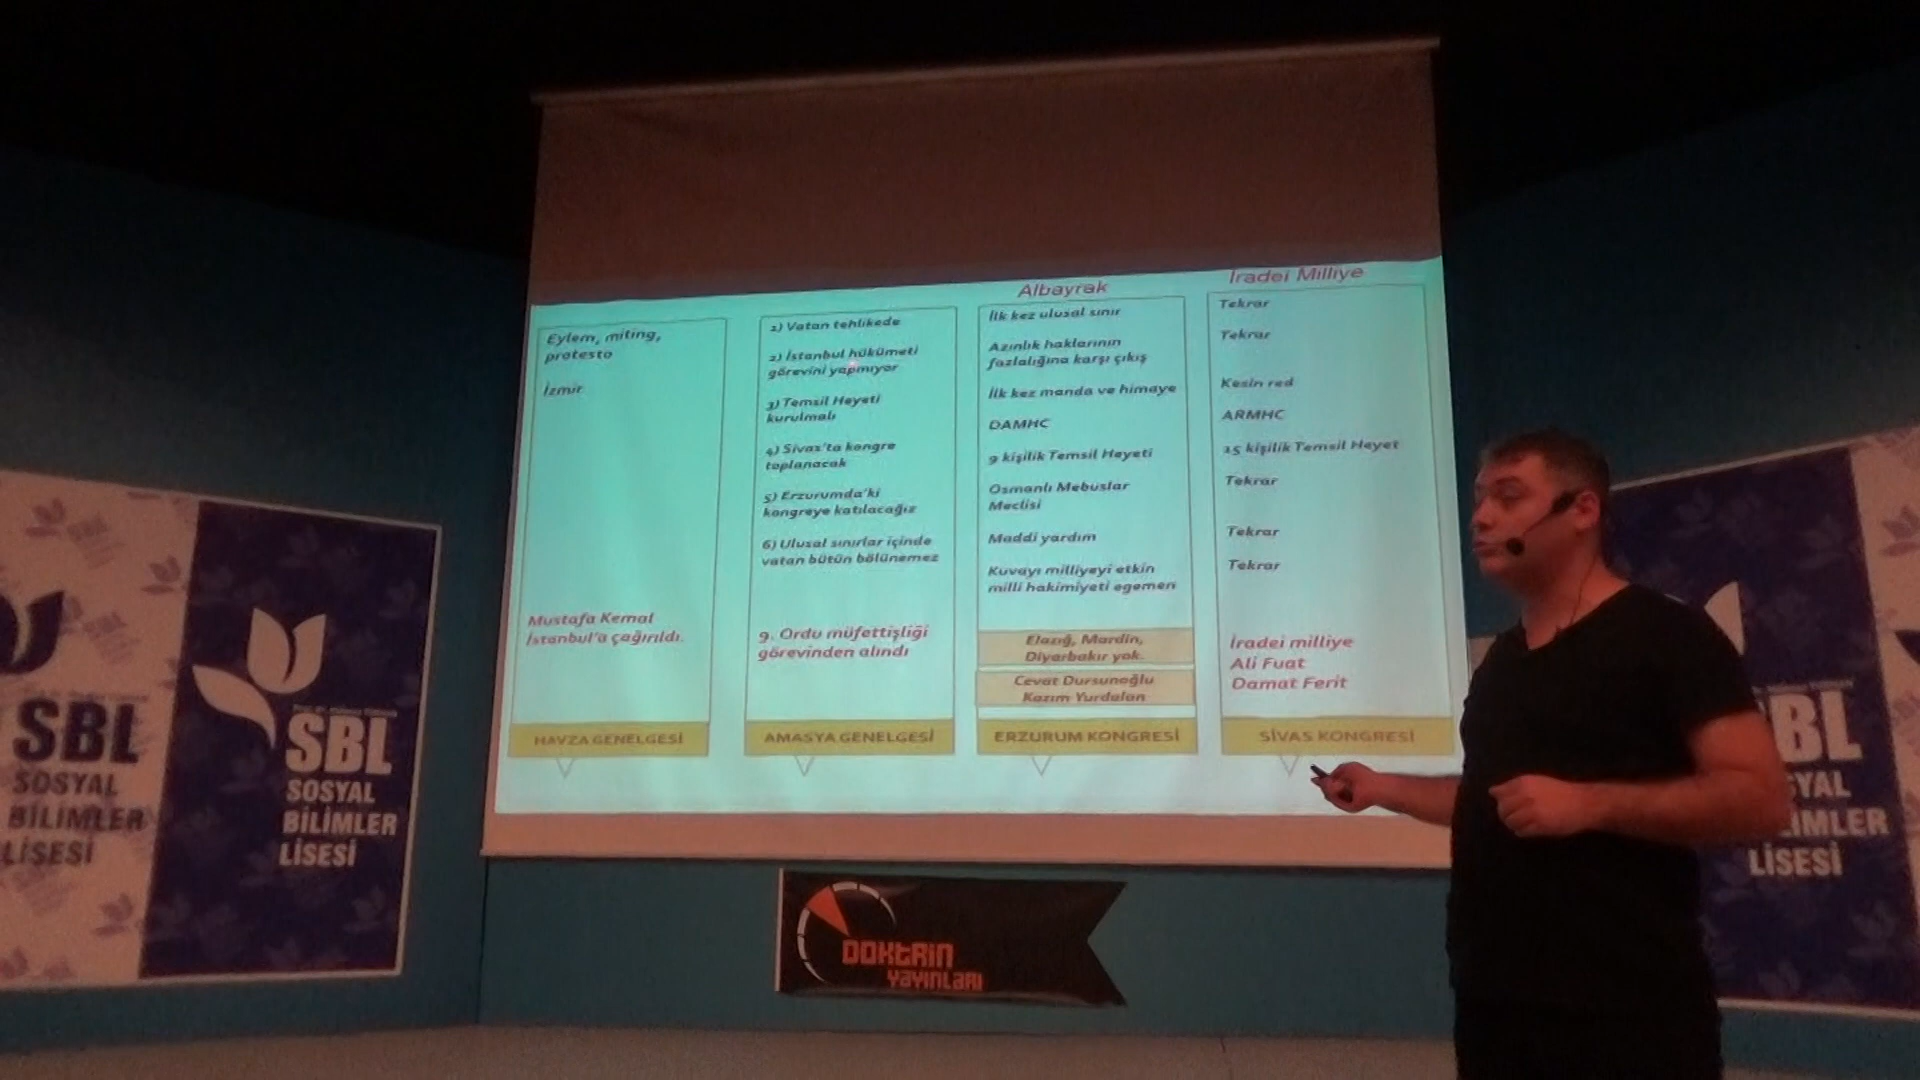 Eylem, miting,
protesto
İzmir
Mustafa Kemal
İstanbul'a çağırıldı.
HAVZA GENELGESİ
1) Vatan tehlikede
2) İstanbul hükümeti
görevini yapmıyor
3) Temsil Heyeti
kurulmalı
4) Sivas'ta kongre
toplanacak
5) Erzurumda'ki
kongreye katılacağız
6) Ulusal sınırlar içinde
vatan bütün bölünemez
9. Ordu müfettişliği
görevinden alındı
AMASYA GENELGESİ
Albayrak
İlk kez ulusal sınır
Azınlık haklarının
fazlalığına karşı çıkış
İlk kez manda ve himaye
DAMHC
9 kişilik Temsil Heyeti
Osmanlı Mebuslar
Meclisi
Maddi yardım
Kuvayı milliyeyi etkin
milli hakimiyeti egemen
Elazığ, Mardin,
Diyarbakır yok.
Cevat Dursunoğlu
Kazım Yurdalan
ERZURUM KONGRESİ
İradei Milliye
Tekrar
Tekrar
Kesin red
ARMHC
15 kişilik Temsil Heyet
Tekrar
Tekrar
Tekrar
İradei milliye
Ali Fuat
Damat Ferit
SİVAS KONGRESİ
SBL
SOSYAL
BİLİMLER
LİSESİ
SBL
SOSYAL
BİLİMLER
LİSESİ
DOKTRİN
YAYINLARI
BL
YAL
İMLER
LİSESİ